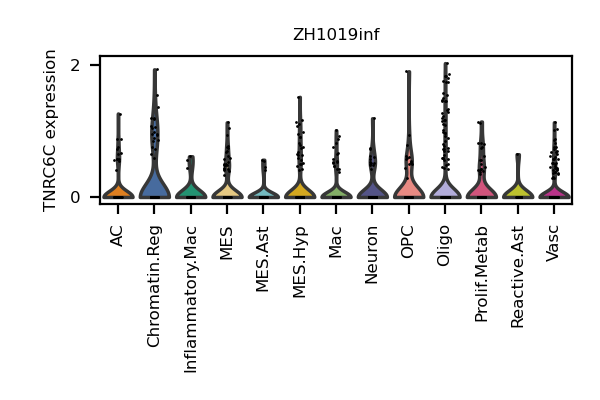 ZH1019inf
TNRC6C expression
2
0
AC
Chromatin.Reg
Inflammatory.Mac
MES
MES.Ast
MES.Hyp
Mac
Neuron
OPC
Oligo
Prolif.Metab
Reactive.Ast
Vasc